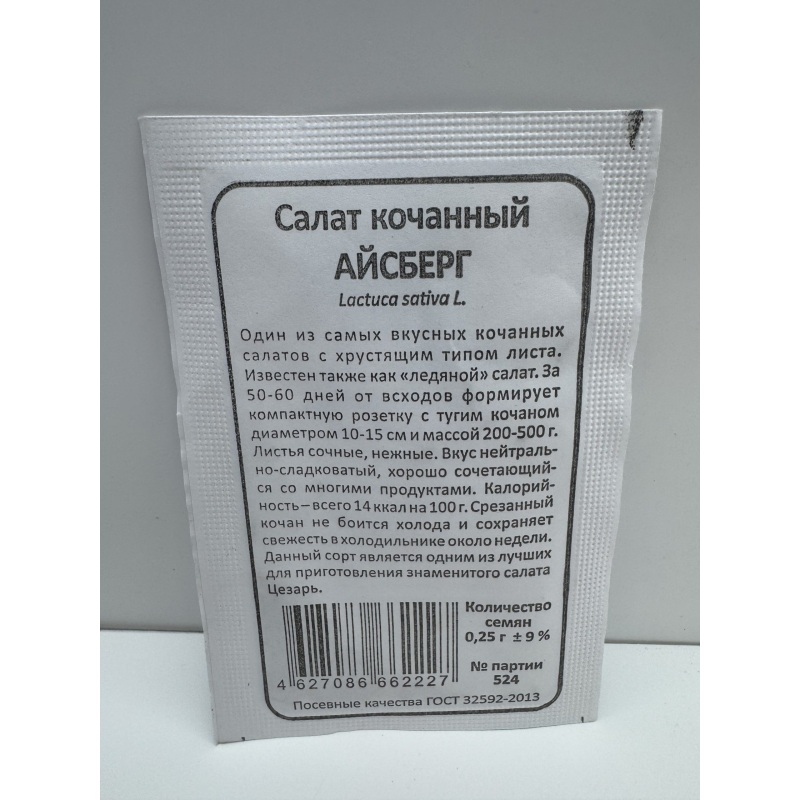 Салат кочанный
АЙСБЕРГ
Lactuca sativa L.
Один из самых вкусных кочанных
салатов с хрустящим типом листа.
Известен также как «ледяной» салат. За
50-60 дней от всходов формирует
компактную розетку с тугим кочаном
диаметром 10-15 см и массой 200-500 г.
Листья сочные, нежные. Вкус нейтраль-
но-сладковатый, хорошо сочетающий-
ся со многими продуктами. Калорий-
ность – всего 14 ккал на 100 г. Срезанный
кочан не боится холода и сохраняет
свежесть в холодильнике около недели.
Данный сорт является одним из лучших
для приготовления знаменитого салата
Цезарь.
Количество
семян
0,25 г ± 9 %
№ партии
524
4 627086 662227
Посевные качества ГОСТ 32592-2013